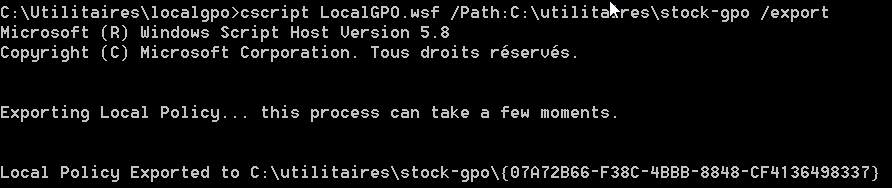 C:\Utilitaires\localgpo>cscript LocalGPO.wsf /Path:C:\utilitaires\stock-gpo /export
Microsoft (R) Windows Script Host Version 5.8
Copyright (C) Microsoft Corporation. Tous droits réservés.
Exporting Local Policy... this process can take a few moments.
Local Policy Exported to C:\utilitaires\stock-gpo\{07A72B66-F38C-4BBB-8848-CF4136498337}